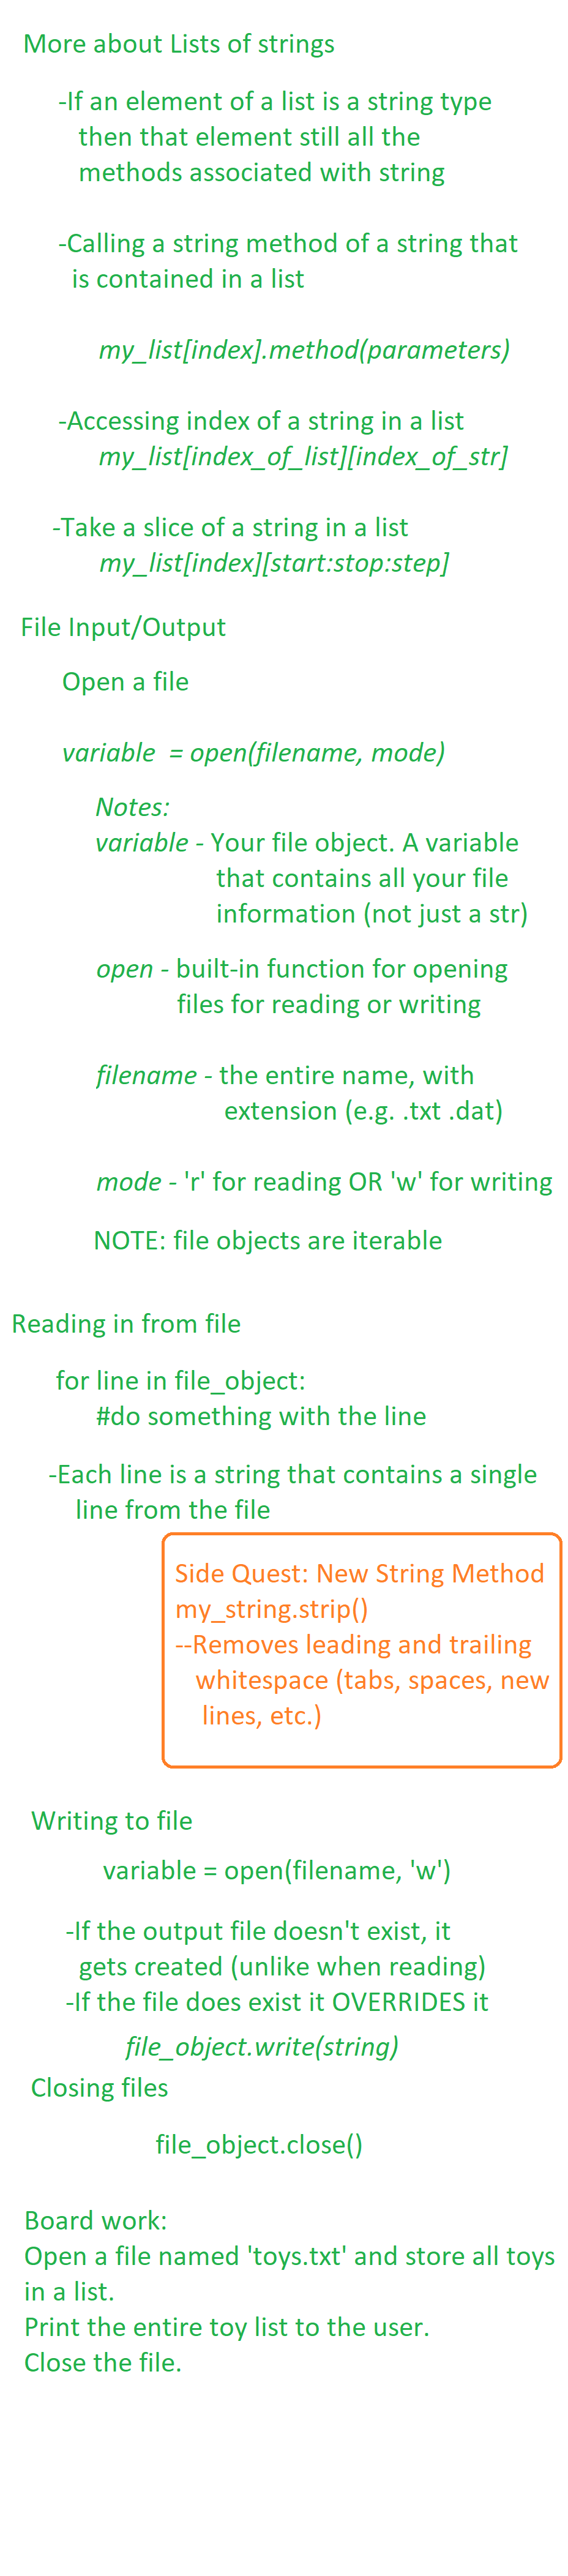 More about Lists of strings
-If an element of a list is a string type
then that element still all the
methods associated with string
-Calling a string method of a string that
is contained in a list
my_list[index].method(parameters)
-Accessing index of a string in a list
my_list[index_of_list][index_of_str]
-Take a slice of a string in a list
my_list[index][start:stop:step]
File Input/Output
Open a file
variable  = open(filename, mode)
Notes:
variable - Your file object. A variable
that contains all your file
information (not just a str)
open - built-in function for opening
files for reading or writing
filename - the entire name, with
extension (e.g. .txt .dat)
mode - 'r' for reading OR 'w' for writing
NOTE: file objects are iterable
Reading in from file
for line in file_object:
#do something with the line
-Each line is a string that contains a single
line from the file
Side Quest: New String Method
my_string.strip()
--Removes leading and trailing
whitespace (tabs, spaces, new
lines, etc.)
Writing to file
variable = open(filename, 'w')
-If the output file doesn't exist, it
gets created (unlike when reading)
-If the file does exist it OVERRIDES it
file_object.write(string)
Closing files
file_object.close()
Board work:
Open a file named 'toys.txt' and store all toys
in a list.
Print the entire toy list to the user.
Close the file.